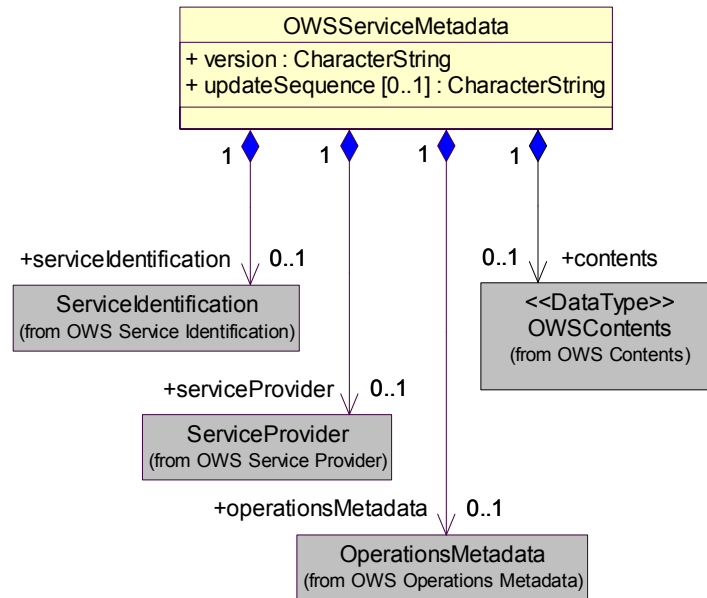 OWSServiceMetadata
+ version : CharacterString
+ updateSequence [0..1] : CharacterString
1
1
1
1
+serviceIdentification
0..1
0..1
+contents
ServiceIdentification
(from OWS Service Identification)
<<DataType>>
OWSContents
(from OWS Contents)
+serviceProvider
0..1
ServiceProvider
(from OWS Service Provider)
+operationsMetadata
0..1
OperationsMetadata
(from OWS Operations Metadata)